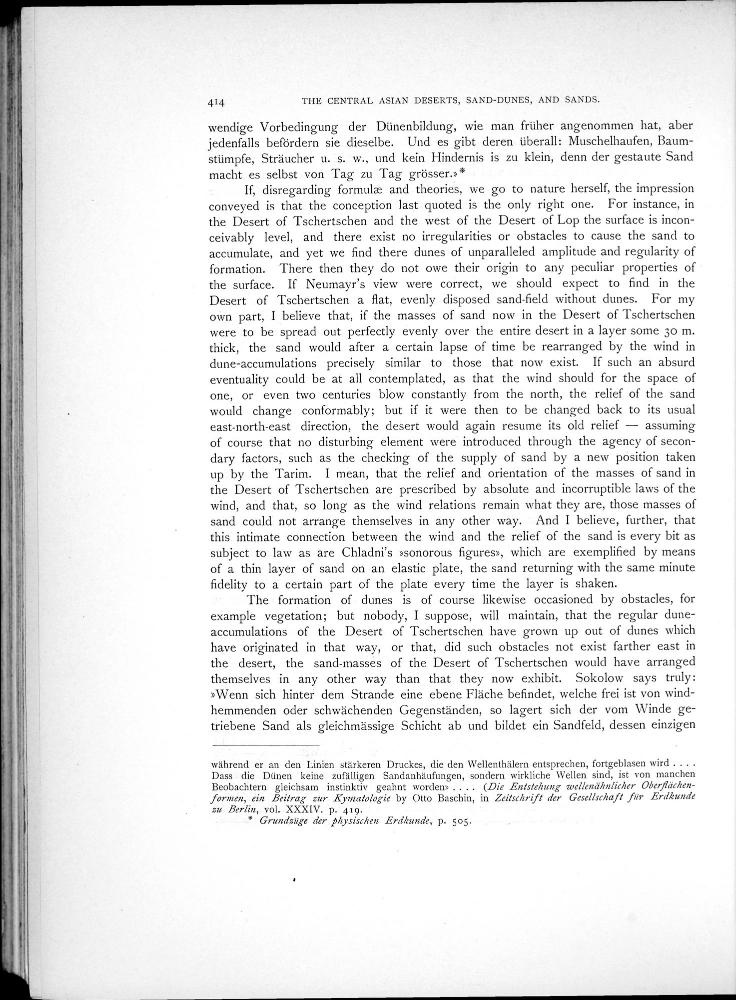 414 THE CENTRAL ASIAN DESERTS, SAND-DUNES, AND SANDS.
wendige Vorbedingung der Dünenbildung, wie man früher angenommen hat, aber
jedenfalls befördern sie dieselbe. Und es gibt deren überall: Muschelhaufen, Baum-
stümpfe, Sträucher u. s. w., und kein Hindernis is zu klein, denn der gestaute Sand
macht es selbst von Tag zu Tag grösser.»*
If, disregarding formulæ and theories, we go to nature herself, the impression
conveyed is that the conception last quoted is the only right one. For instance, in
the Desert of Tschertschen and the west of the Desert of Lop the surface is incon-
ceivably level, and there exist no irregularities or obstacles to cause the sand to
accumulate, and yet we find there dunes of unparalleled amplitude and regularity of
formation. There then they do not owe their origin to any peculiar properties of
the surface. If Neumayr's view were correct, we should expect to find in the
Desert of Tschertschen a flat, evenly disposed sand-field without dunes. For my
own part, I believe that, if the masses of sand now in the Desert of Tschertschen
were to be spread out perfectly evenly over the entire desert in a layer some 30 m.
thick, the sand would after a certain lapse of time be rearranged by the wind in
dune-accumulations precisely similar to those that now exist. If such an absurd
eventuality could be at all contemplated, as that the wind should for the space of
one, or even two centuries blow constantly from the north, the relief of the sand
would change conformably; but if it were then to be changed back to its usual
east-north-east direction, the desert would again resume its old relief — assuming
of course that no disturbing element were introduced through the agency of secon-
dary factors, such as the checking of the supply of sand by a new position taken
up by the Tarim. I mean, that the relief and orientation of the masses of sand in
the Desert of Tschertschen are prescribed by absolute and incorruptible laws of the
wind, and that, so long as the wind relations remain what they are, those masses of
sand could not arrange themselves in any other way. And I believe, further, that
this intimate connection between the wind and the relief of the sand is every bit as
subject to law as are Chladni's »sonorous figures», which are exemplified by means
of a thin layer of sand on an elastic plate, the sand returning with the same minute
fidelity to a certain part of the plate every time the layer is shaken.
The formation of dunes is of course likewise occasioned by obstacles, for
example vegetation; but nobody, I suppose, will maintain, that the regular dune-
accumulations of the Desert of Tschertschen have grown up out of dunes which
have originated in that way, or that, did such obstacles not exist farther east in
the desert, the sand-masses of the Desert of Tschertschen would have arranged
themselves in any other way than that they now exhibit. Sokolow says truly:
»Wenn sich hinter dem Strande eine ebene Fläche befindet, welche frei ist von wind-
hemmenden oder schwächenden Gegenständen, so lagert sich der vom Winde ge-
triebene Sand als gleichmässige Schicht ab und bildet ein Sandfeld, dessen einzigen
während er an den Linien stärkeren Druckes, die den Wellenthälern entsprechen, fortgeblasen wird . . . .
Dass die Dünen keine zufälligen Sandanhäufungen, sondern wirkliche Wellen sind, ist von manchen
Beobachtern gleichsam instinktiv geahnt worden» . . . . (Die Entstehung wellenähnlicher Oberflächen-
formen, ein Beitrag zur Kymatologie by Otto Baschin, in Zeitschrift der Gesellschaft für Erdkunde
zu Berlin, vol. XXXIV. p. 419.
* Grundzüge der physischen Erdkunde, p. 505.